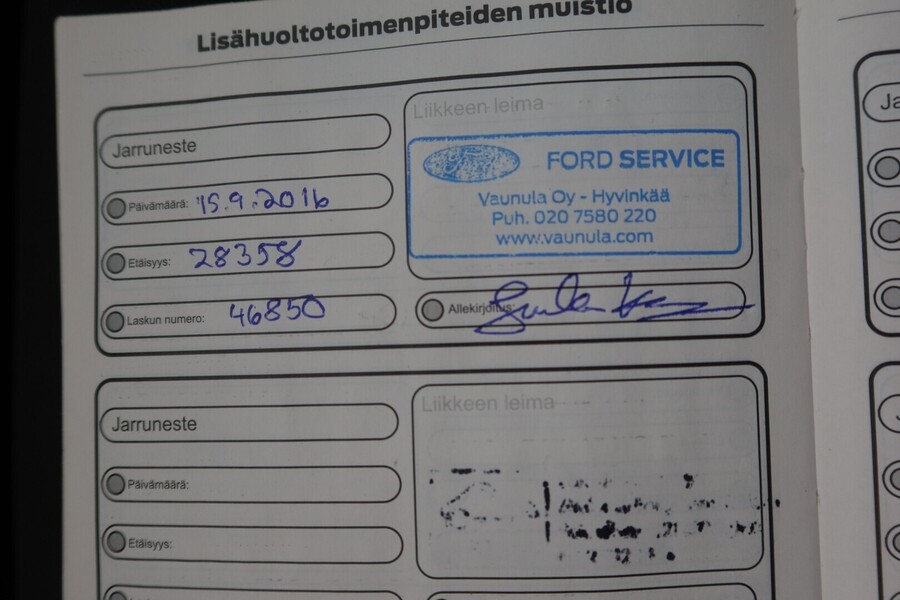 Lisähuoltotoimenpiteiden muistio
Jarruneste
Päivämäärä: 15.9.2016
Etäisyys: 28358
Laskun numero: 46850
Liikkeen leima
FORD SERVICE
Vaunula Oy - Hyvinkää
Puh. 020 7580 220
www.vaunula.com
Allekirjoitus:
Jarruneste
Päivämäärä:
Etäisyys:
Liikkeen leima